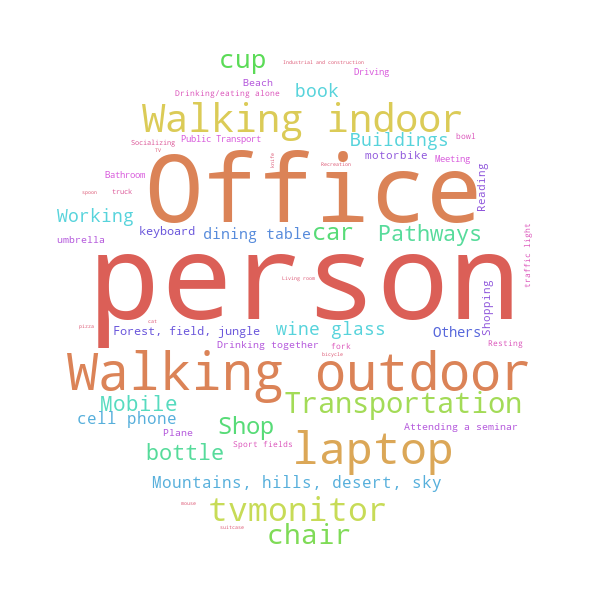 cup
Industrial and construction
Driving
Beach
Drinking/eating alone
book
Walking indoor
Socializing
Public Transport
Buildings
bowl
TV
motorbike
Meeting
knife
Recreation
Office
Bathroom
Reading
spoon
truck
Working
keyboard
dining table
car
Pathways
umbrella
traffic light
person
Living room
Shopping
cat
pizza
Forest, field, jungle
wine glass
Others
Drinking together
fork
Resting
bicycle
Walking outdoor
Mobile
Transportation
cell phone
Shop
Attending a seminar
Plane
Sport fields
bottle
laptop
Mountains, hills, desert, sky
mouse
tvmonitor
suitcase
chair